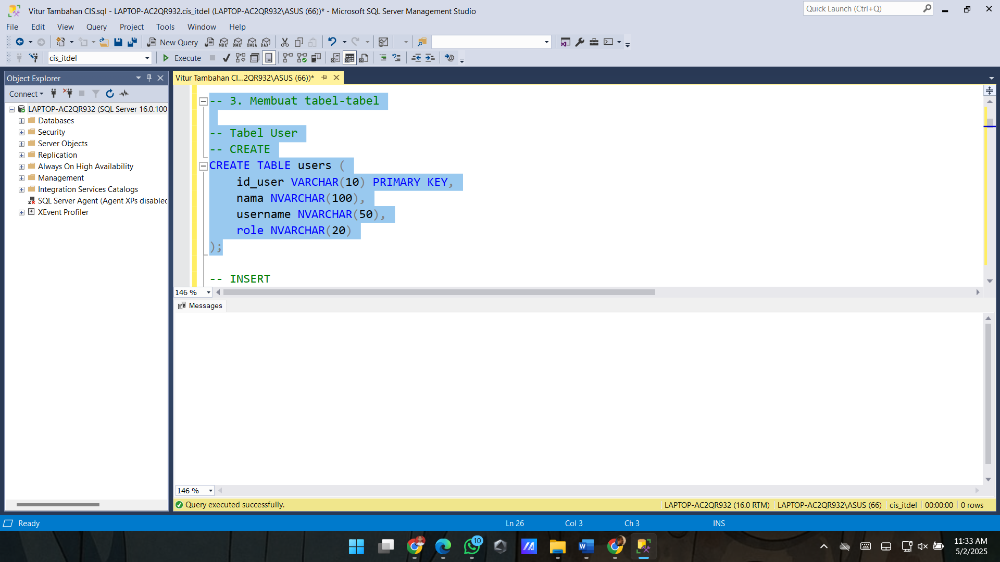 Vitur Tambahan CIS.sql - LAPTOP-AC2QR932.cis_itdel (LAPTOP-AC2QR932\ASUS (66))* - Microsoft SQL Server Management Studio
Quick Launch (Ctrl+Q)
File Edit View Query Project Tools Window Help
New Query MDX DMX XMLA DAX
cis_itdel Execute
Object Explorer
Vitur Tambahan CI...2QR932\ASUS (66))*
Connect
LAPTOP-AC2QR932 (SQL Server 16.0.100
Databases
Security
Server Objects
Replication
Always On High Availability
Management
Integration Services Catalogs
SQL Server Agent (Agent XPs disabled
XEvent Profiler
-- 3. Membuat tabel-tabel
-- Tabel User
-- CREATE
CREATE TABLE users (
id_user VARCHAR(10) PRIMARY KEY,
nama NVARCHAR(100),
username NVARCHAR(50),
role NVARCHAR(20)
);
-- INSERT
146 %
Messages
146 %
Query executed successfully.
LAPTOP-AC2QR932 (16.0 RTM) LAPTOP-AC2QR932\ASUS (66) cis_itdel 00:00:00 0 rows
Ready Ln 26 Col 3 Ch 3 INS
10
11:33 AM
5/2/2025